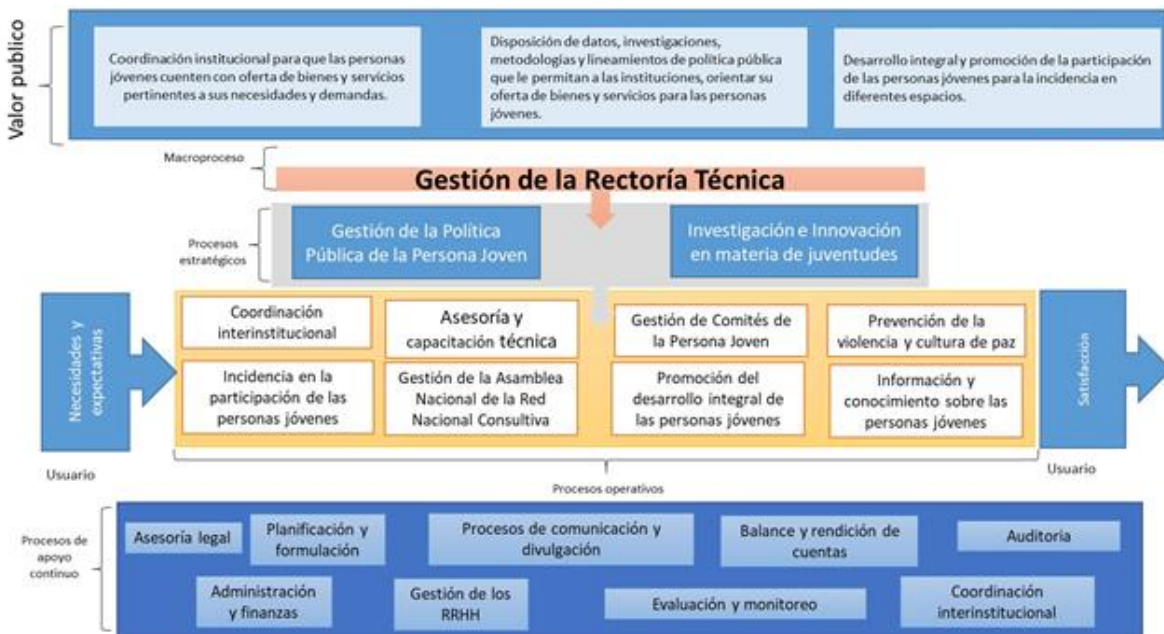 Valor publico
Coordinación institucional para que las personas
jóvenes cuenten con oferta de bienes y servicios
pertinentes a sus necesidades y demandas.
Disposición de datos, investigaciones,
metodologías y lineamientos de política pública
que le permitan a las instituciones, orientar su
oferta de bienes y servicios para las personas
jóvenes.
Desarrollo integral y promoción de la participación
de las personas jóvenes para la incidencia en
diferentes espacios.
Macroproceso
Gestión de la Rectoría Técnica
Procesos
estratégicos
Gestión de la Política
Pública de la Persona Joven
Investigación e Innovación
en materia de juventudes
Necesidades y
expectativas
Usuario
Coordinación
interinstitucional
Asesoría y
capacitación técnica
Gestión de Comités de
la Persona Joven
Prevención de la
violencia y cultura de paz
Incidencia en la
participación de las
personas jóvenes
Gestión de la Asamblea
Nacional de la Red
Nacional Consultiva
Promoción del
desarrollo integral de
las personas jóvenes
Información y
conocimiento sobre las
personas jóvenes
Satisfacción
Usuario
Procesos operativos
Procesos de
apoyo
continuo
Asesoría legal
Planificación y
formulación
Procesos de comunicación y
divulgación
Balance y rendición de
cuentas
Auditoria
Administración
y finanzas
Gestión de los
RRHH
Evaluación y monitoreo
Coordinación
interinstitucional